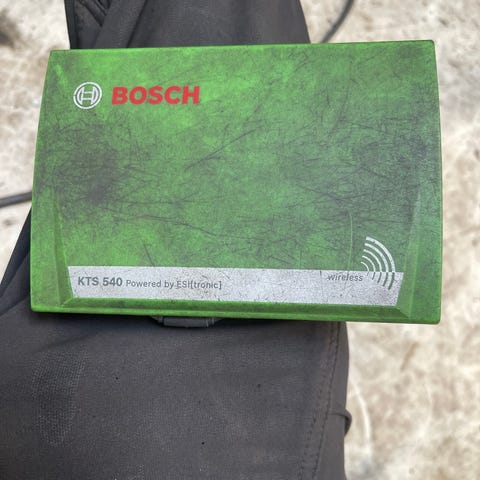 BOSCH
KTS 540 Powered by ESI[tronic]
wireless